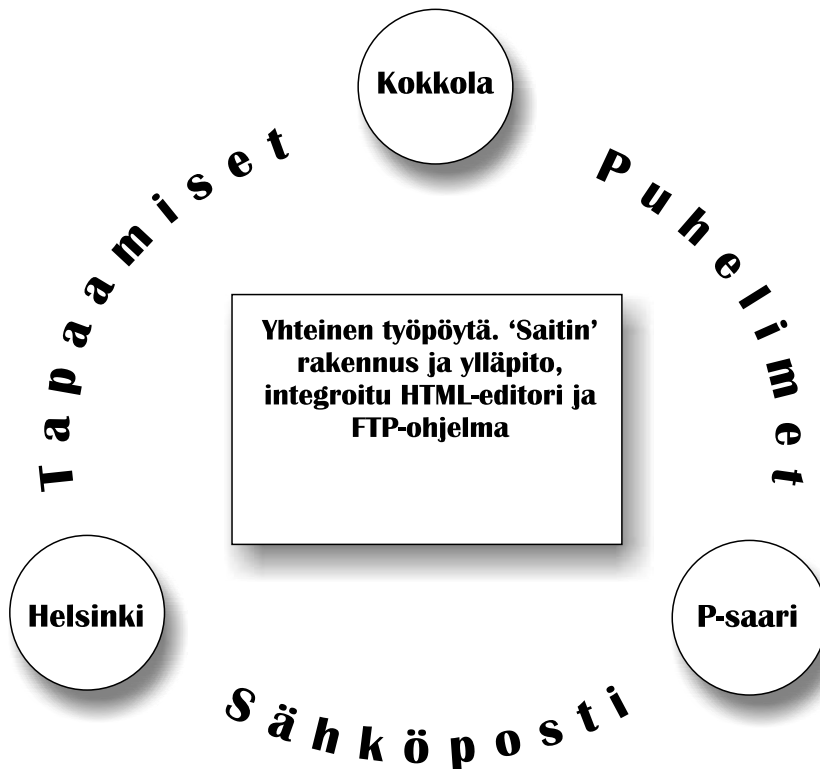 Kokkola
Tapaamiset
Puhelimet
Yhteinen työpöytä. ‘Saitin’
rakennus ja ylläpito,
integroitu HTML-editori ja
FTP-ohjelma
Helsinki
P-saari
Sähköposti